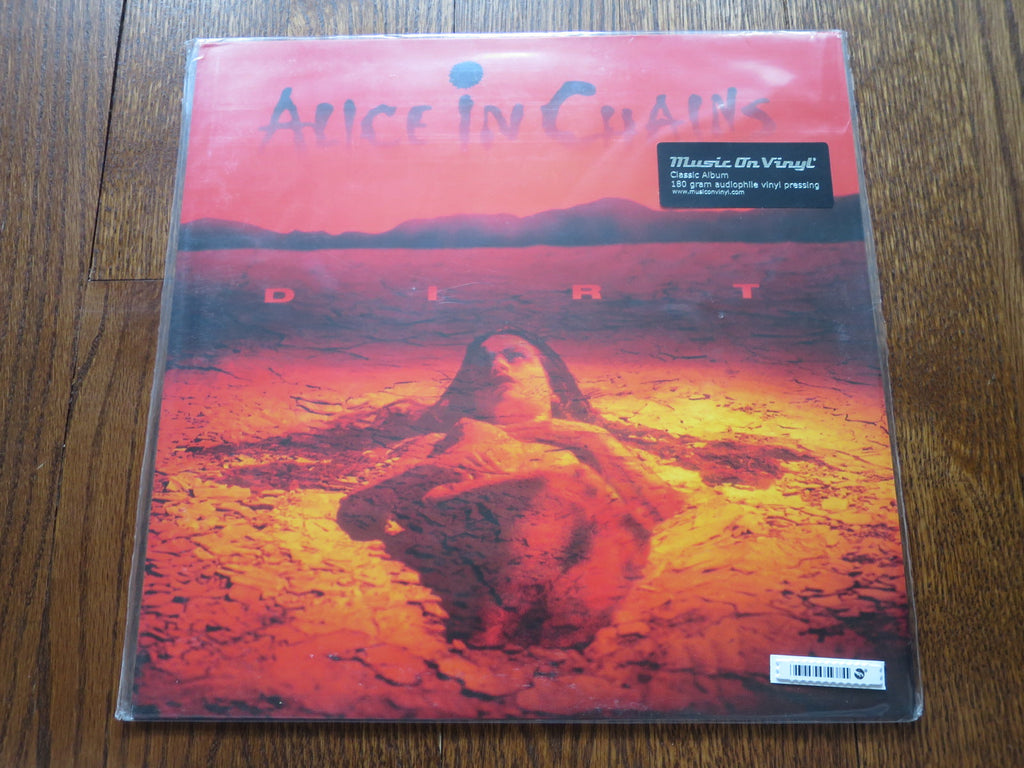 ALICE IN CHAINS
Music On Vinyl
Classic Album
180 gram audiophile vinyl pressing
www.musiconvinyl.com
D I R T